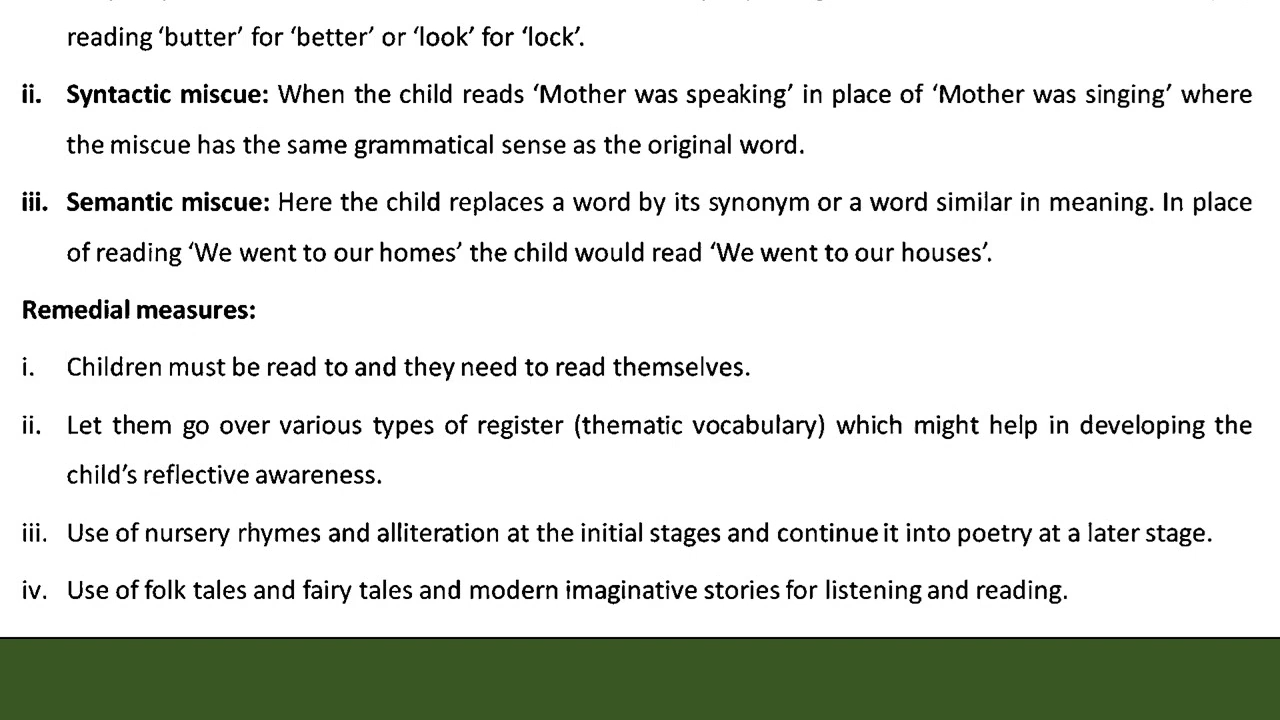 reading ‘butter’ for ‘better’ or ‘look’ for ‘lock’.
ii. Syntactic miscue: When the child reads ‘Mother was speaking’ in place of ‘Mother was singing’ where
the miscue has the same grammatical sense as the original word.
iii. Semantic miscue: Here the child replaces a word by its synonym or a word similar in meaning. In place
of reading ‘We went to our homes’ the child would read ‘We went to our houses’.
Remedial measures:
i. Children must be read to and they need to read themselves.
ii. Let them go over various types of register (thematic vocabulary) which might help in developing the
child’s reflective awareness.
iii. Use of nursery rhymes and alliteration at the initial stages and continue it into poetry at a later stage.
iv. Use of folk tales and fairy tales and modern imaginative stories for listening and reading.